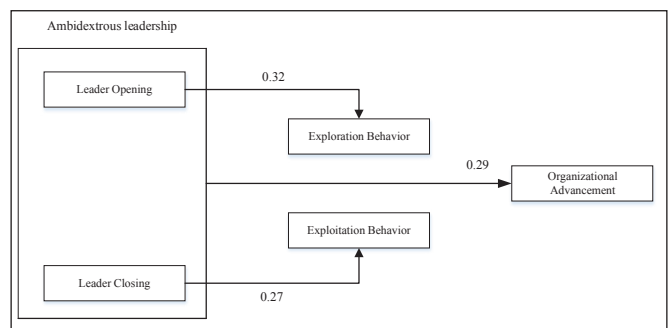 Ambidextrous leadership
Leader Opening
0.32
Exploration Behavior
0.29
Organizational
Advancement
Exploitation Behavior
Leader Closing
0.27